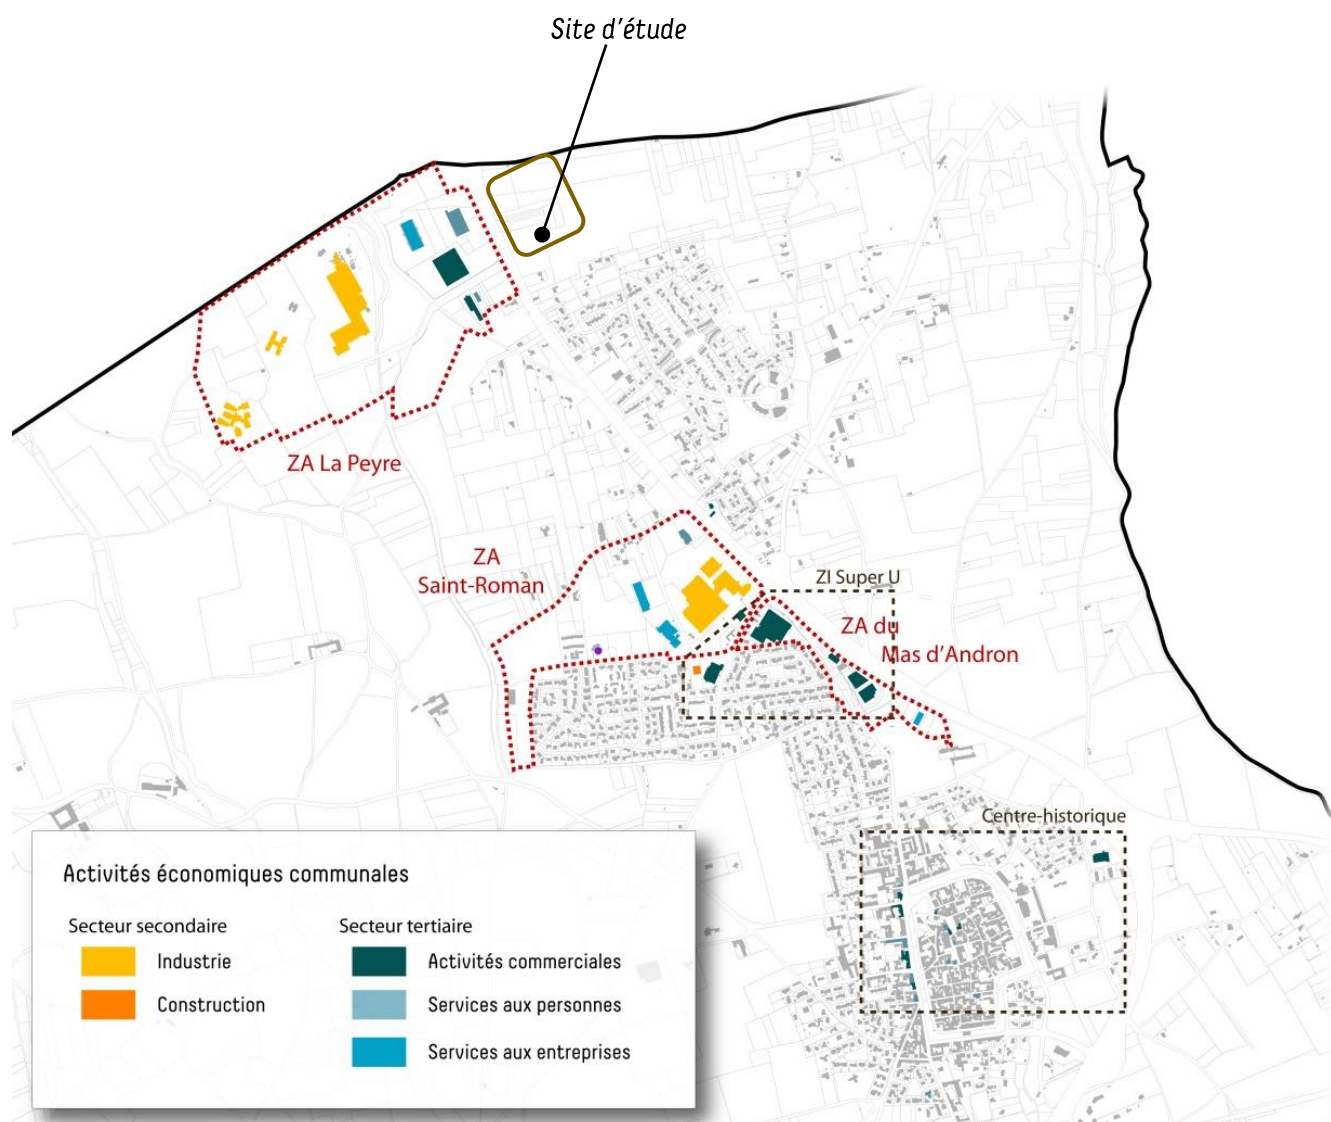 Site d'étude
ZA La Peyre
ZA
Saint-Roman
ZI Super U
ZA du
Mas d'Andron
Centre-historique
Activités économiques communales
Secteur secondaire
Industrie
Construction
Secteur tertiaire
Activités commerciales
Services aux personnes
Services aux entreprises